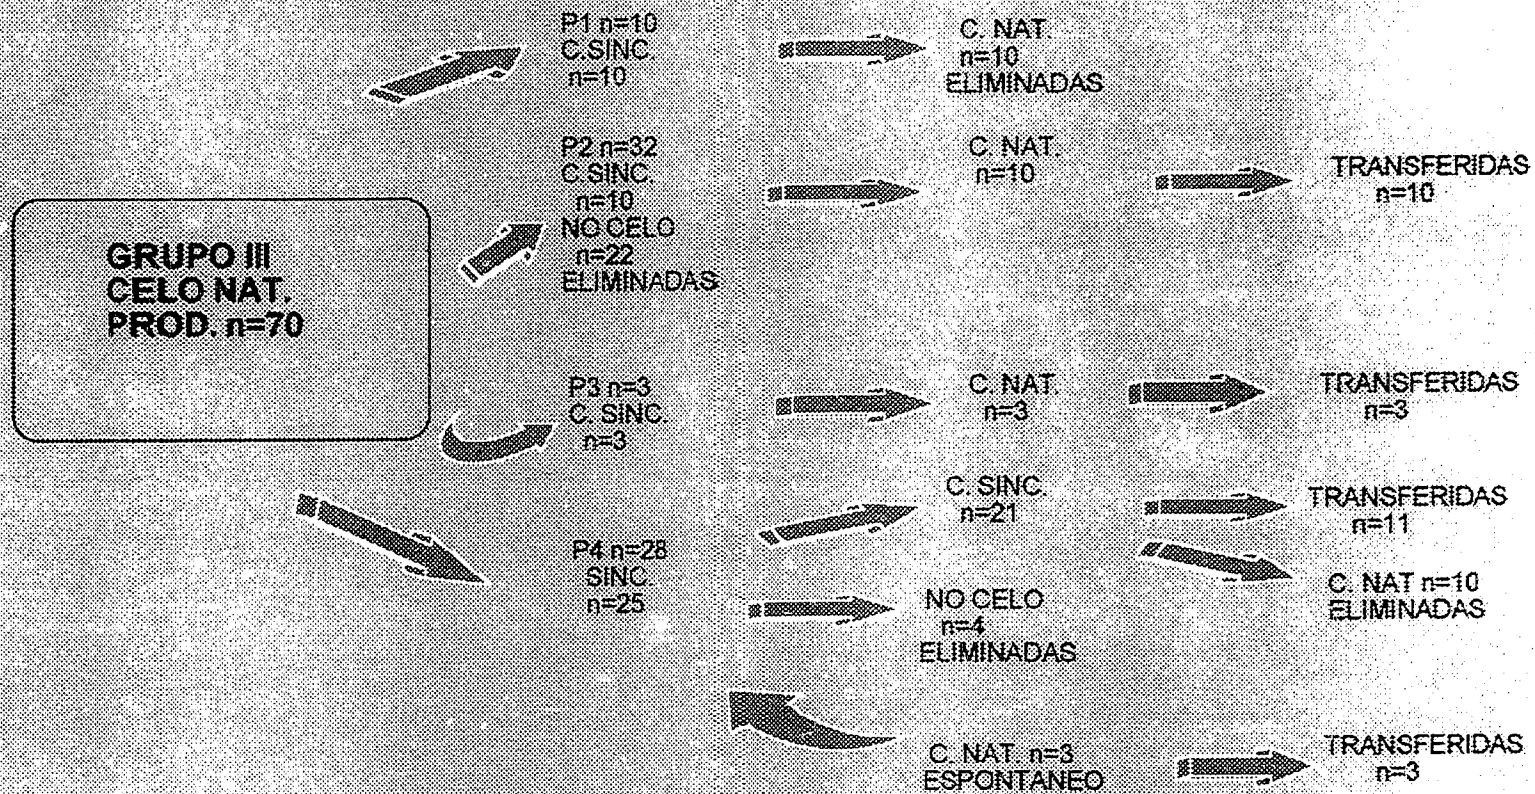 GRUPO III
CELO NAT.
PROD. n=70
P1 n=10
C.SINC.
n=10
C. NAT.
n=10
ELIMINADAS
P2 n=32
C.SINC.
n=10
NO CELO
n=22
ELIMINADAS
C. NAT.
n=10
TRANSFERIDAS
n=10
P3 n=3
C. SINC.
n=3
C. NAT.
n=3
TRANSFERIDAS
n=3
P4 n=28
SINC.
n=25
C. SINC.
n=21
TRANSFERIDAS
n=11
C. NAT n=10
ELIMINADAS
NO CELO
n=4
ELIMINADAS
C. NAT. n=3
ESPONTANEO
TRANSFERIDAS
n=3